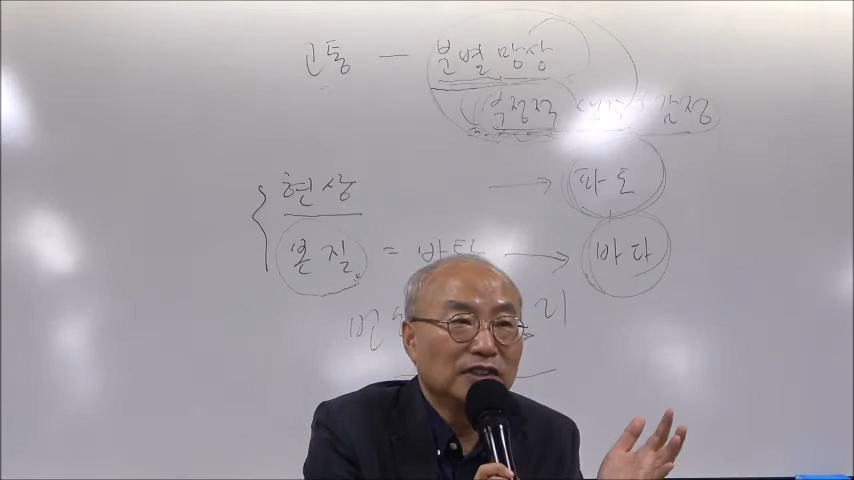 고통 — 분별망상
부정적 생각 감정
현상 → 파도
본질 = 바탕 → 바다
리